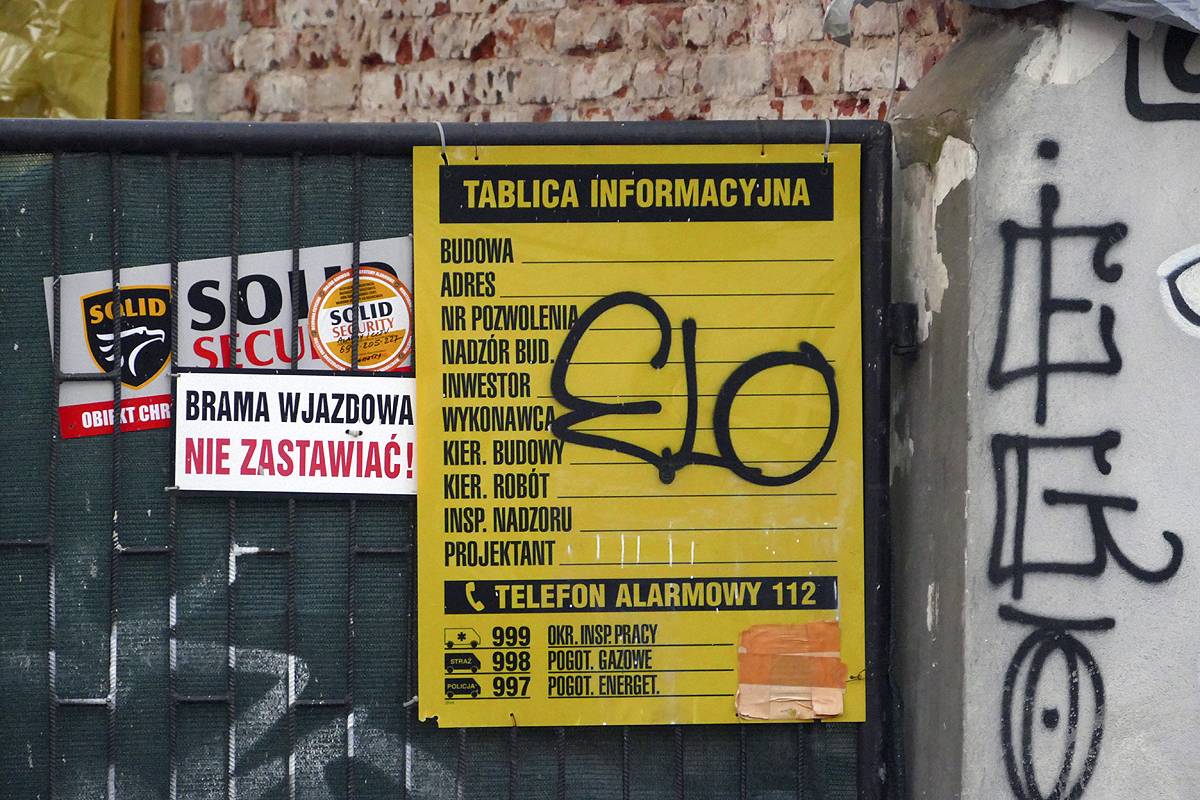 TABLICA INFORMACYJNA
BUDOWA
ADRES
NR POZWOLENIA
NADZÓR BUD.
INWESTOR
WYKONAWCA
KIER. BUDOWY
KIER. ROBÓT
INSP. NADZORU
PROJEKTANT
ELO
TELEFON ALARMOWY 112
999 OKR. INSP. PRACY
STRAŻ 998 POGOT. GAZOWE
POLICJA 997 POGOT. ENERGET.
SOLID
OBIEKT CHR
SOLID
SECU
SOLID
SECURITY
BRAMA WJAZDOWA
NIE ZASTAWIAĆ!